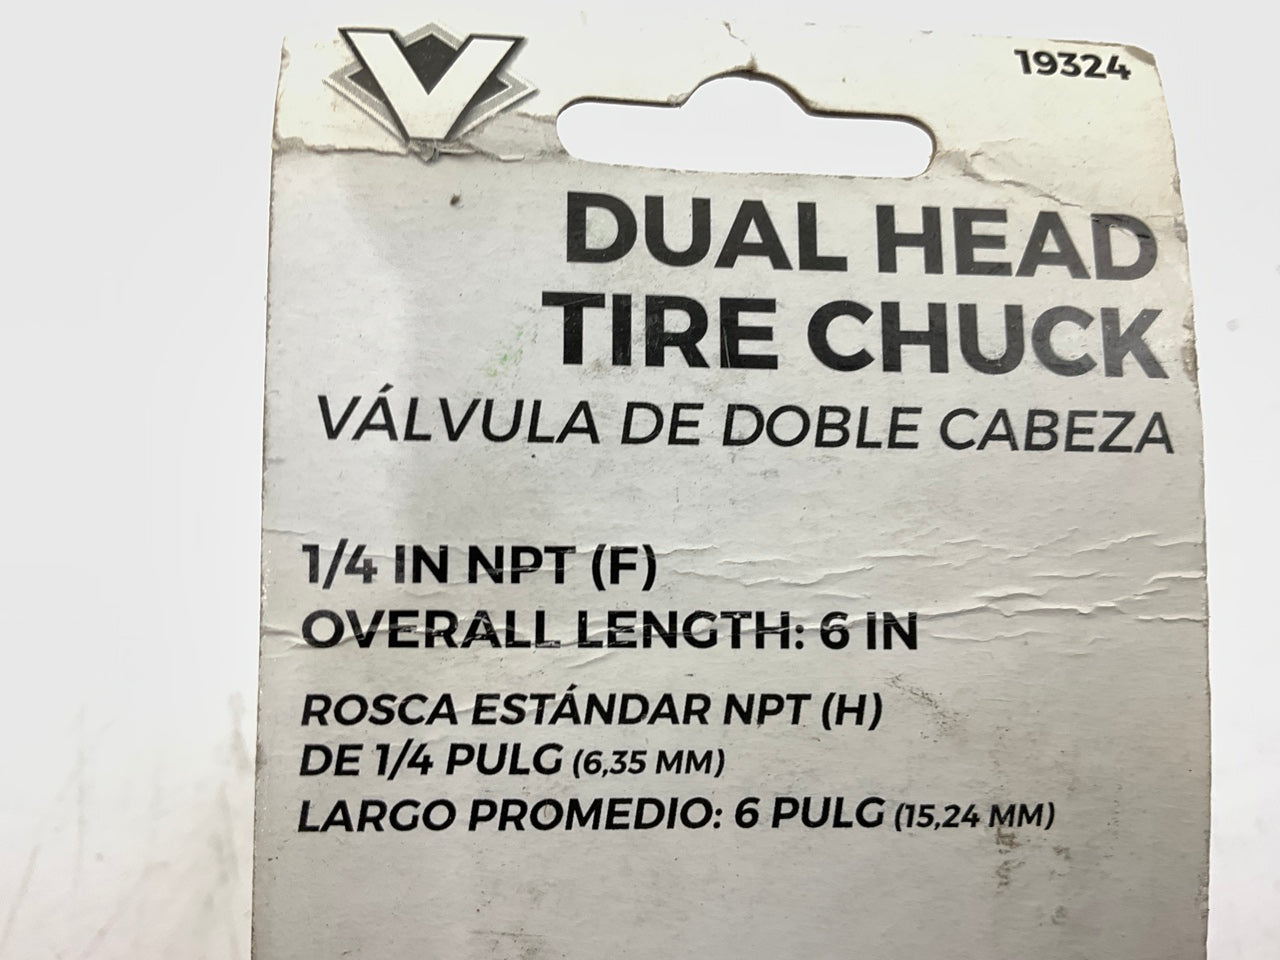 V
19324
DUAL HEAD
TIRE CHUCK
VÁLVULA DE DOBLE CABEZA
1/4 IN NPT (F)
OVERALL LENGTH: 6 IN
ROSCA ESTÁNDAR NPT (H)
DE 1/4 PULG (6,35 MM)
LARGO PROMEDIO: 6 PULG (15,24 MM)